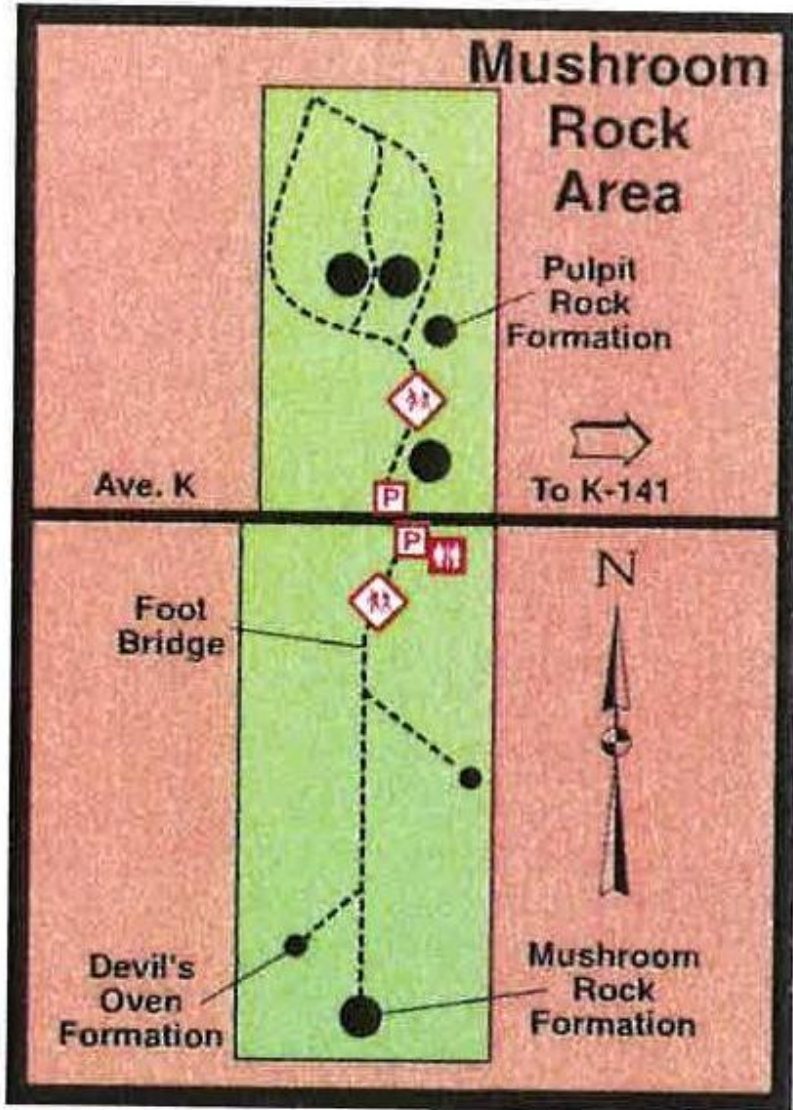 Mushroom
Rock
Area
Pulpit
Rock
Formation
Ave. K
To K-141
P
P
N
Foot
Bridge
Devil's
Oven
Formation
Mushroom
Rock
Formation